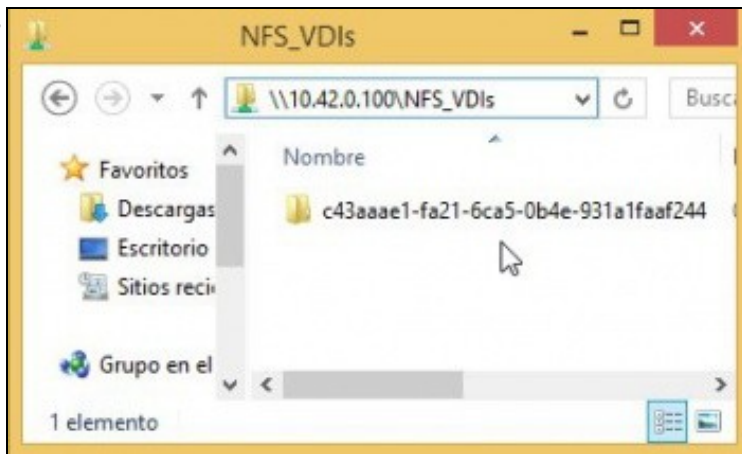 NFS_VDIs
\\10.42.0.100\NFS_VDIs
Busca
Favoritos
Descargas
Escritorio
Sitios reci
Grupo en el
Nombre
c43aaae1-fa21-6ca5-0b4e-931a1faaf244
1 elemento